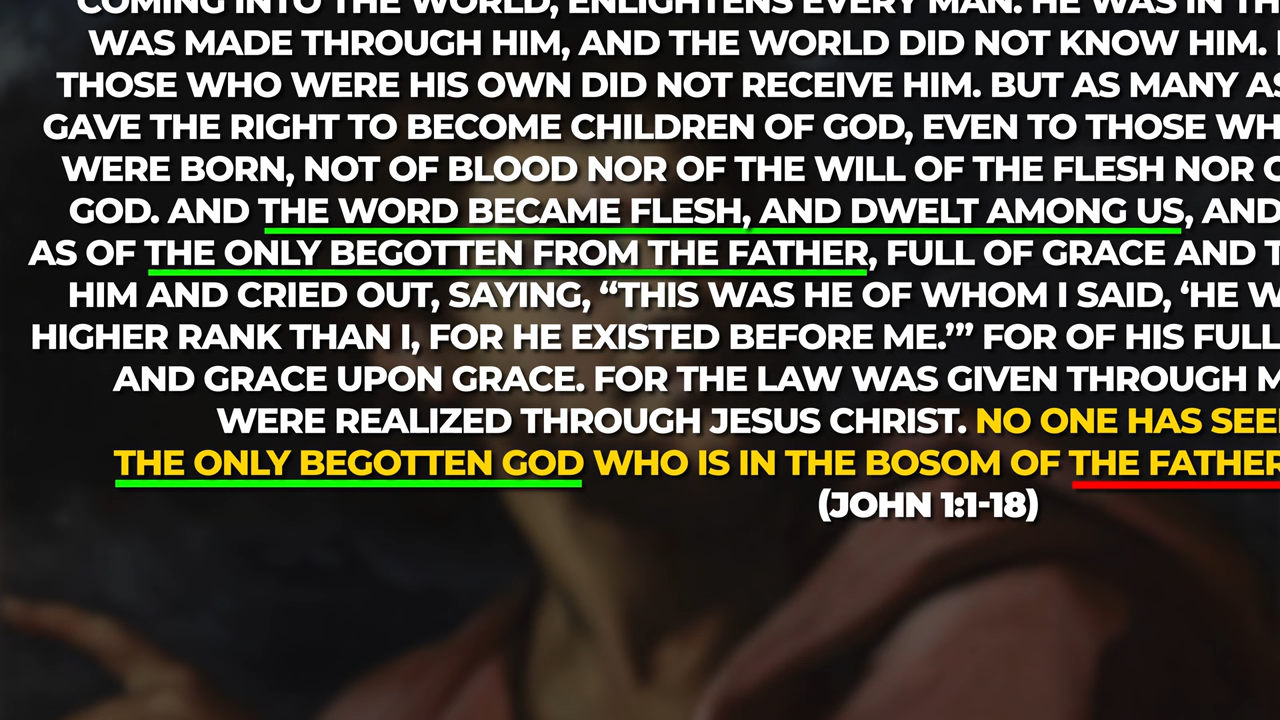 COMING INTO THE WORLD, ENLIGHTENS EVERY MAN. HE WAS IN
WAS MADE THROUGH HIM, AND THE WORLD DID NOT KNOW HIM.
THOSE WHO WERE HIS OWN DID NOT RECEIVE HIM. BUT AS MANY
GAVE THE RIGHT TO BECOME CHILDREN OF GOD, EVEN TO THOSE
WERE BORN, NOT OF BLOOD NOR OF THE WILL OF THE FLESH NOR
GOD. AND THE WORD BECAME FLESH, AND DWELT AMONG US, AND
AS OF THE ONLY BEGOTTEN FROM THE FATHER, FULL OF GRACE AND
HIM AND CRIED OUT, SAYING, “THIS WAS HE OF WHOM I SAID, ‘HE
HIGHER RANK THAN I, FOR HE EXISTED BEFORE ME.’” FOR OF HIS
AND GRACE UPON GRACE. FOR THE LAW WAS GIVEN THROUGH
WERE REALIZED THROUGH JESUS CHRIST. NO ONE HAS
THE ONLY BEGOTTEN GOD WHO IS IN THE BOSOM OF THE FATHER
(JOHN 1:1-18)